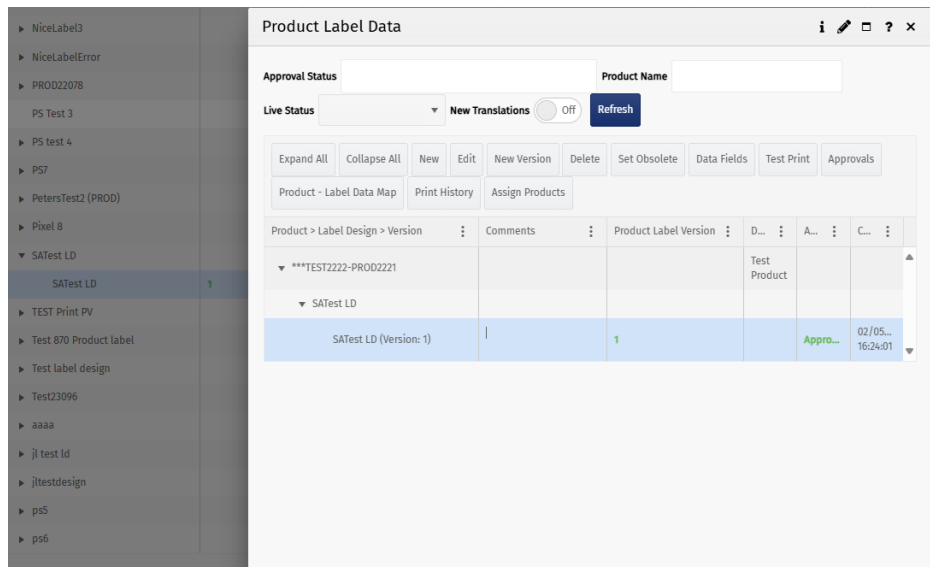 NiceLabel3
NiceLabelError
PROD22078
PS Test 3
PS test 4
PS7
PetersTest2 (PROD)
Pixel 8
SATest LD
SATest LD 1
TEST Print PV
Test 870 Product label
Test label design
Test23096
aaaa
jl test ld
jltestdesign
ps5
ps6
Product Label Data
Approval Status Product Name
Live Status New Translations Off Refresh
Expand All Collapse All New Edit New Version Delete Set Obsolete Data Fields Test Print Approvals
Product - Label Data Map Print History Assign Products
Product > Label Design > Version Comments Product Label Version D... A... C...
***TEST2222-PROD2221 Test
Product
SATest LD
SATest LD (Version: 1) 1 Appro... 02/05...
16:24:01